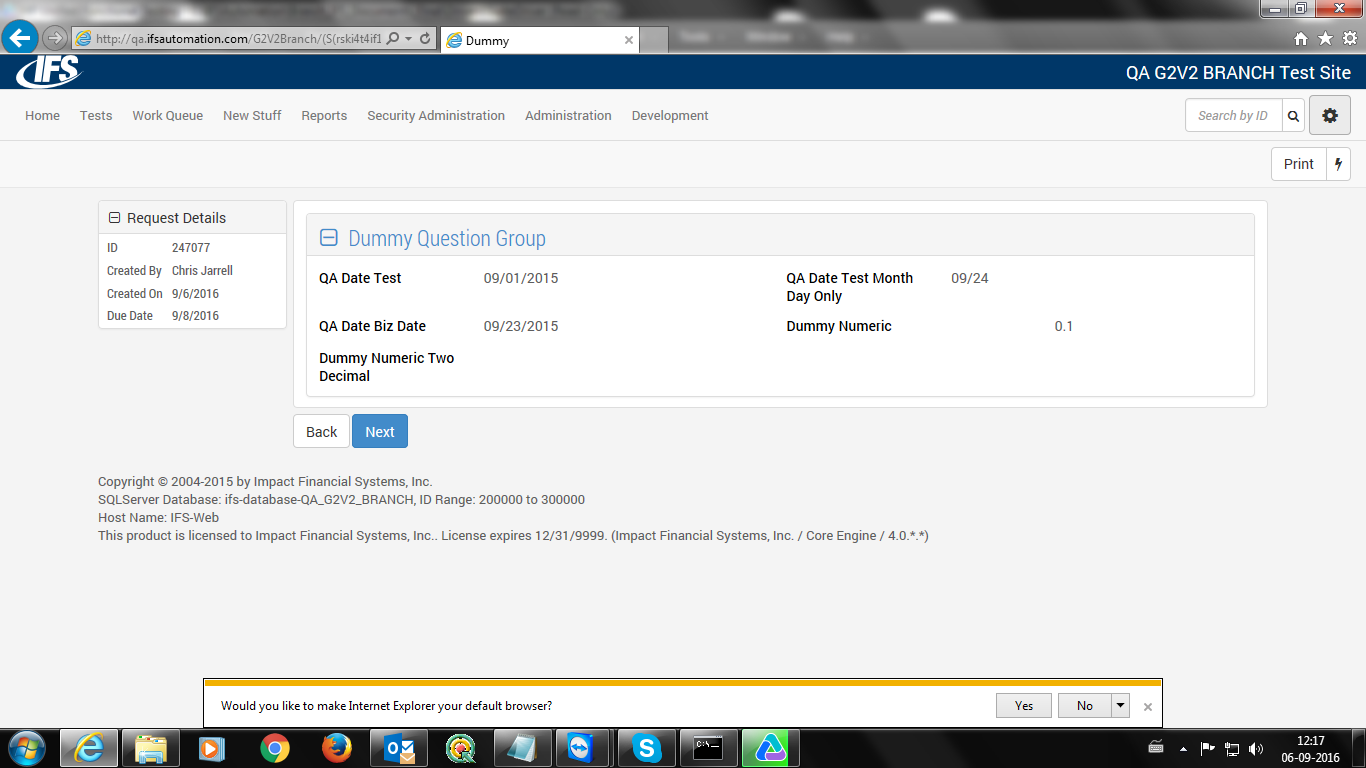 http://qa.ifsautomation.com/G2V2Branch/(S(rski4t4if1
Dummy
IFS
QA G2V2 BRANCH Test Site
Home Tests Work Queue New Stuff Reports Security Administration Administration Development
Search by ID
Print
Request Details
ID 247077
Created By Chris Jarrell
Created On 9/6/2016
Due Date 9/8/2016
Dummy Question Group
QA Date Test 09/01/2015
QA Date Test Month Day Only 09/24
QA Date Biz Date 09/23/2015
Dummy Numeric 0.1
Dummy Numeric Two
Decimal
Back Next
Copyright © 2004-2015 by Impact Financial Systems, Inc.
SQLServer Database: ifs-database-QA_G2V2_BRANCH, ID Range: 200000 to 300000
Host Name: IFS-Web
This product is licensed to Impact Financial Systems, Inc.. License expires 12/31/9999. (Impact Financial Systems, Inc. / Core Engine / 4.0.*.*)
Would you like to make Internet Explorer your default browser?
Yes No
12:17
06-09-2016